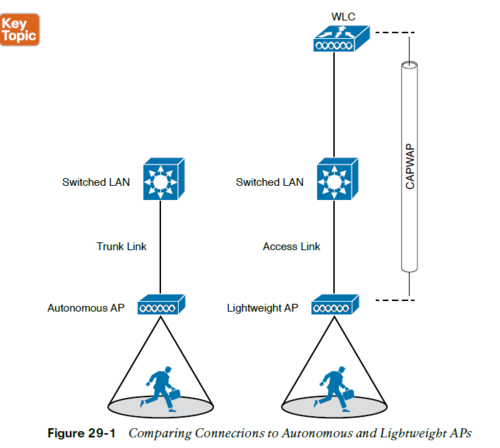 Key
Topic
WLC
CAPWAP
Switched LAN
Switched LAN
Trunk Link
Access Link
Autonomous AP
Lightweight AP
Figure 29-1 Comparing Connections to Autonomous and Lightweight APs